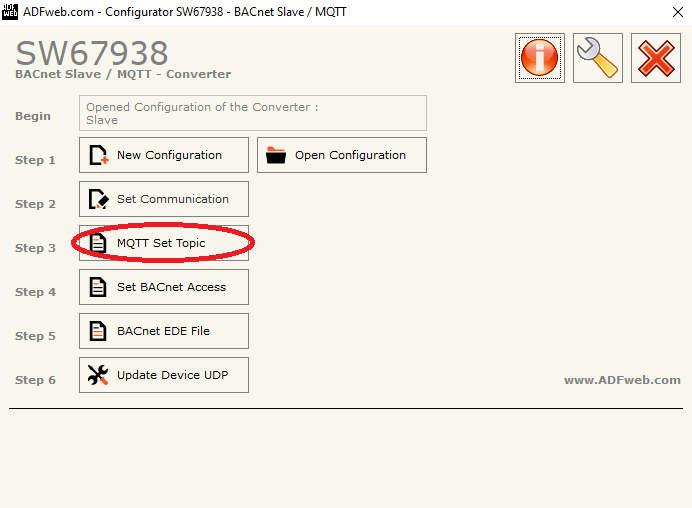 ADF web ADFweb.com - Configurator SW67938 - BACnet Slave / MQTT
SW67938
BACnet Slave / MQTT - Converter
Begin
Opened Configuration of the Converter :
Slave
Step 1 New Configuration Open Configuration
Step 2 Set Communication
Step 3 MQTT Set Topic
Step 4 Set BACnet Access
Step 5 BACnet EDE File
Step 6 Update Device UDP
www.ADFweb.com